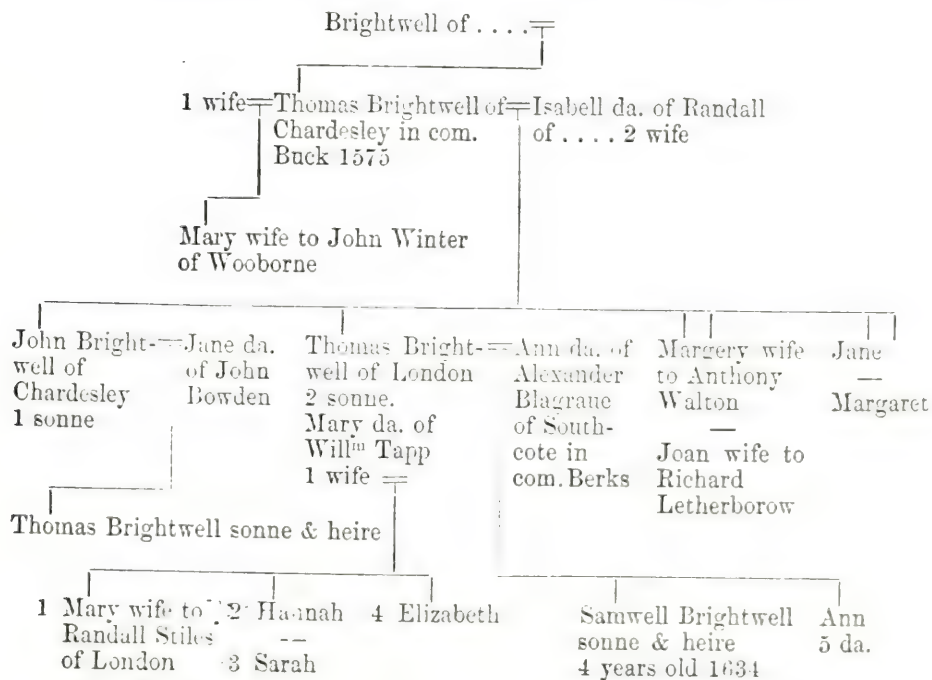 Brightwell of . . . .
1 wife Thomas Brightwell of Isabell da. of Randall
Chardesley in com. of . . . . 2 wife
Buck 1575
Mary wife to John Winter
of Wooborne
John Bright-
well of
Chardesley
1 sonne
Jane da.
of John
Bowden
Thomas Bright-
well of London
2 sonne.
Mary da. of
Willm Tapp
1 wife
Ann da. of
Alexander
Blagraue
of South-
cote in
com. Berks
Margery wife
to Anthony
Walton
—
Joan wife to
Richard
Letherborow
Jane
—
Margaret
Thomas Brightwell sonne & heire
1 Mary wife to
Randall Stiles
of London
2 Hannah
—
3 Sarah
4 Elizabeth
Samwell Brightwell
sonne & heire
4 years old 1634
Ann
5 da.